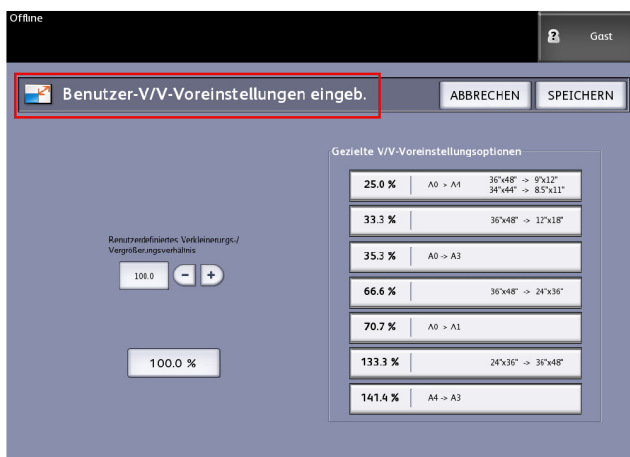 Offline
Gast
Benutzer-V/V-Voreinstellungen eingeb.
ABBRECHEN
SPEICHERN
Gezielte V/V-Voreinstellungsoptionen
25.0 % A0 > A4 36"x48" -> 9"x12"
34"x44" -> 8.5"x11"
33.3 % 36"x48" -> 12"x18"
35.3 % A0 -> A3
66.6 % 36"x48" -> 24"x36"
70.7 % A0 > A1
133.3 % 24"x36" -> 36"x48"
141.4 % A4 -> A3
Benutzerdefiniertes Verkleinerungs-/
Vergrößerungsverhältnis
100.0 - +
100.0 %